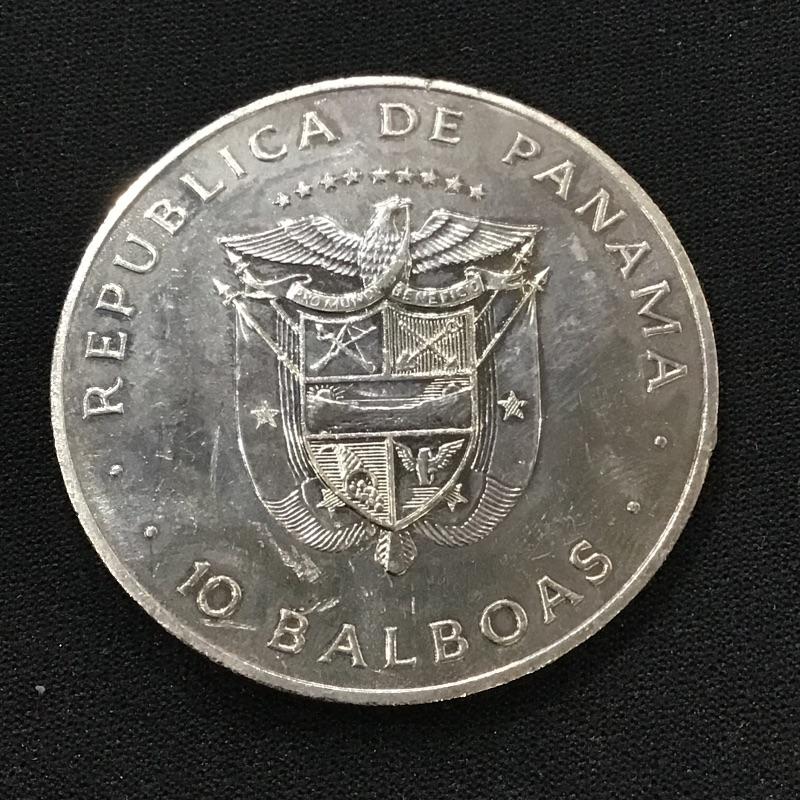 REPUBLICA DE PANAMA
PRO MUNDI BENEFICIO
10 BALBOAS